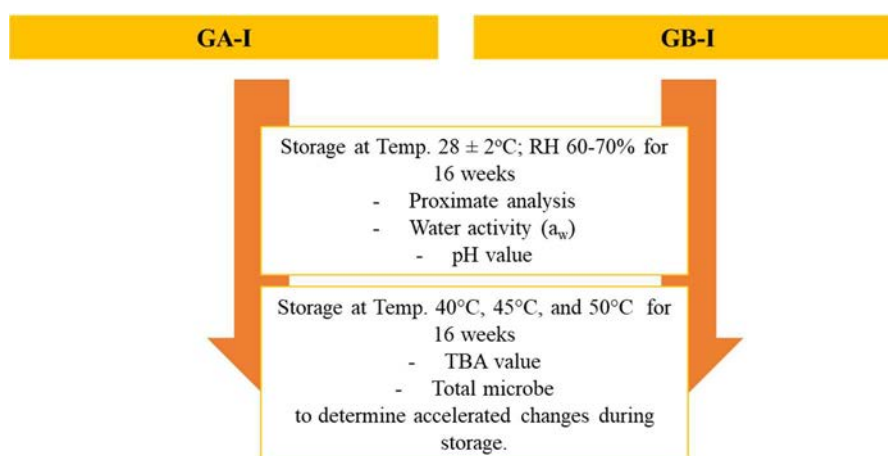 GA-I
GB-I
Storage at Temp. 28 ± 2°C; RH 60-70% for
16 weeks
- Proximate analysis
- Water activity (aw)
- pH value
Storage at Temp. 40°C, 45°C, and 50°C for
16 weeks
- TBA value
- Total microbe
to determine accelerated changes during
storage.